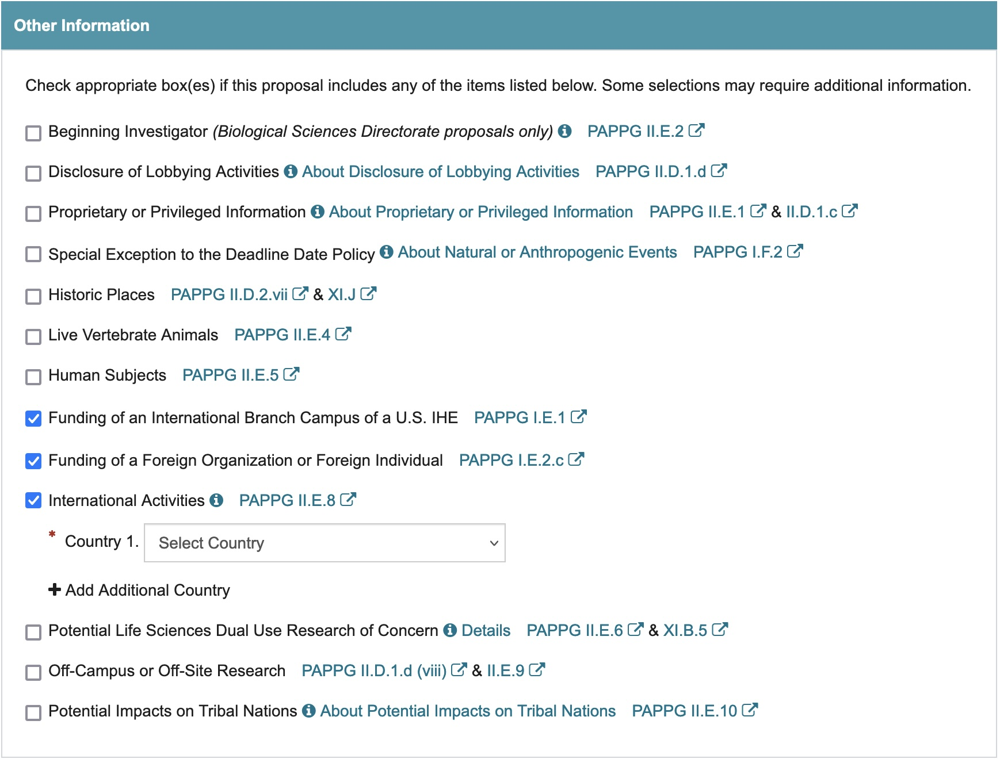 Other Information
Check appropriate box(es) if this proposal includes any of the items listed below. Some selections may require additional information.
Beginning Investigator (Biological Sciences Directorate proposals only) PAPPG II.E.2
Disclosure of Lobbying Activities About Disclosure of Lobbying Activities PAPPG II.D.1.d
Proprietary or Privileged Information About Proprietary or Privileged Information PAPPG II.E.1 & II.D.1.c
Special Exception to the Deadline Date Policy About Natural or Anthropogenic Events PAPPG I.F.2
Historic Places PAPPG II.D.2.vii & XI.J
Live Vertebrate Animals PAPPG II.E.4
Human Subjects PAPPG II.E.5
Funding of an International Branch Campus of a U.S. IHE PAPPG I.E.1
Funding of a Foreign Organization or Foreign Individual PAPPG I.E.2.c
International Activities PAPPG II.E.8
* Country 1. Select Country
Add Additional Country
Potential Life Sciences Dual Use Research of Concern Details PAPPG II.E.6 & XI.B.5
Off-Campus or Off-Site Research PAPPG II.D.1.d (viii) & II.E.9
Potential Impacts on Tribal Nations About Potential Impacts on Tribal Nations PAPPG II.E.10